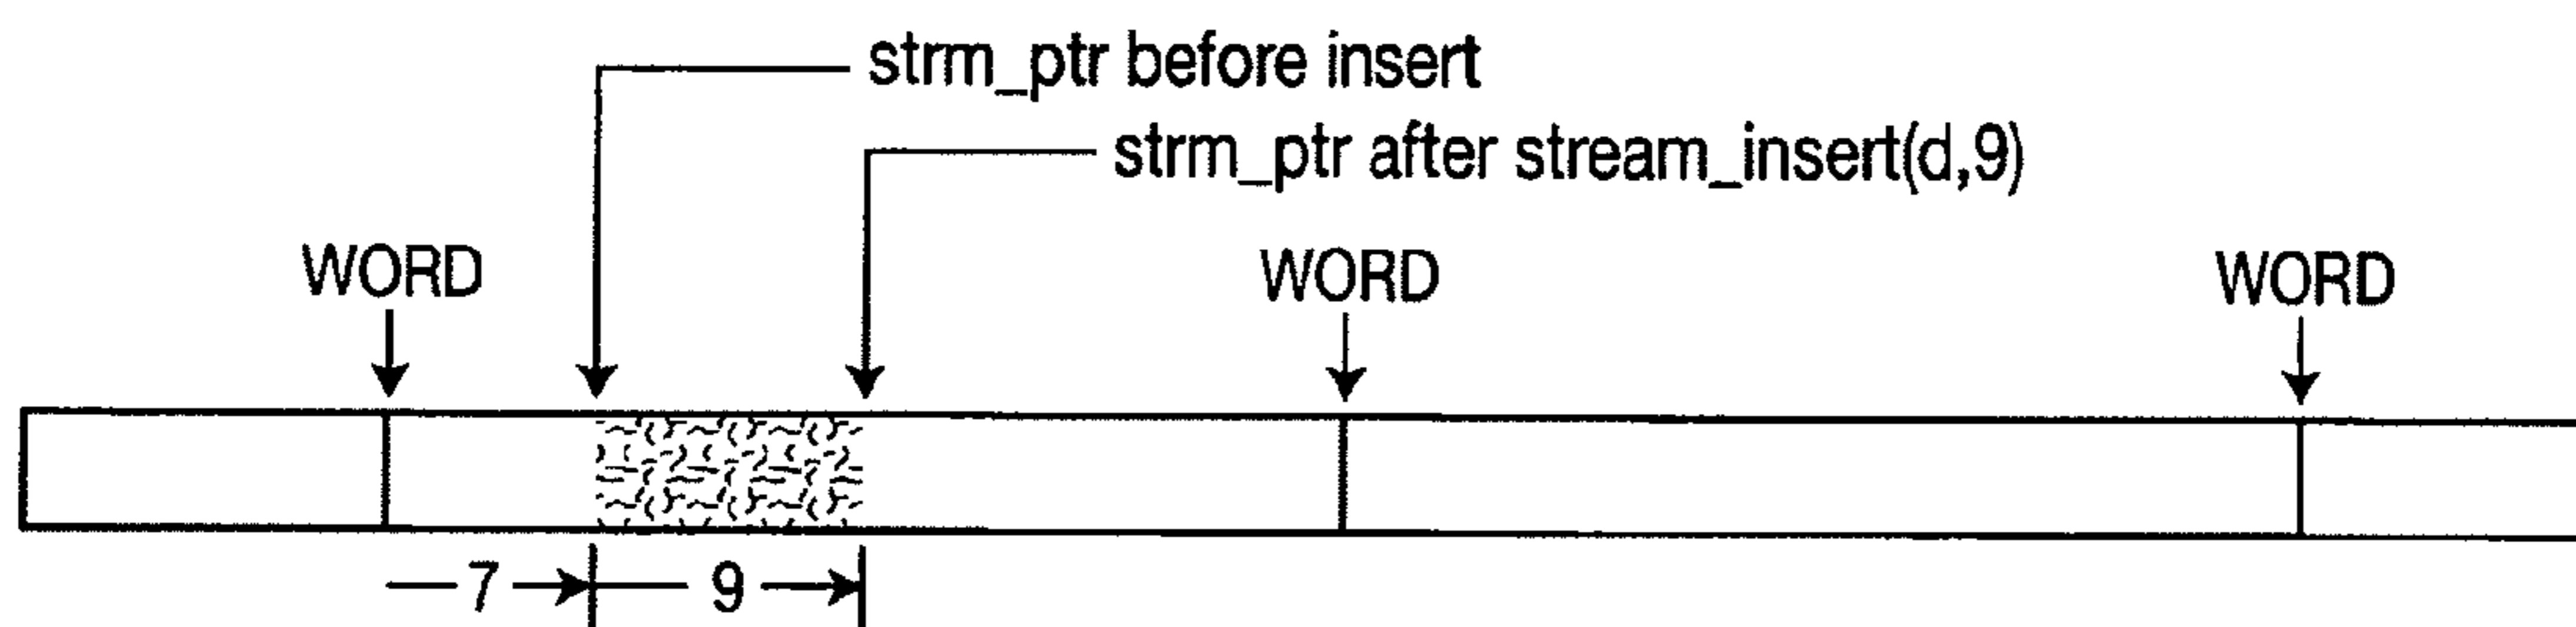 strm_ptr before insert
strm_ptr after stream_insert(d,9)
WORD WORD WORD
7 9